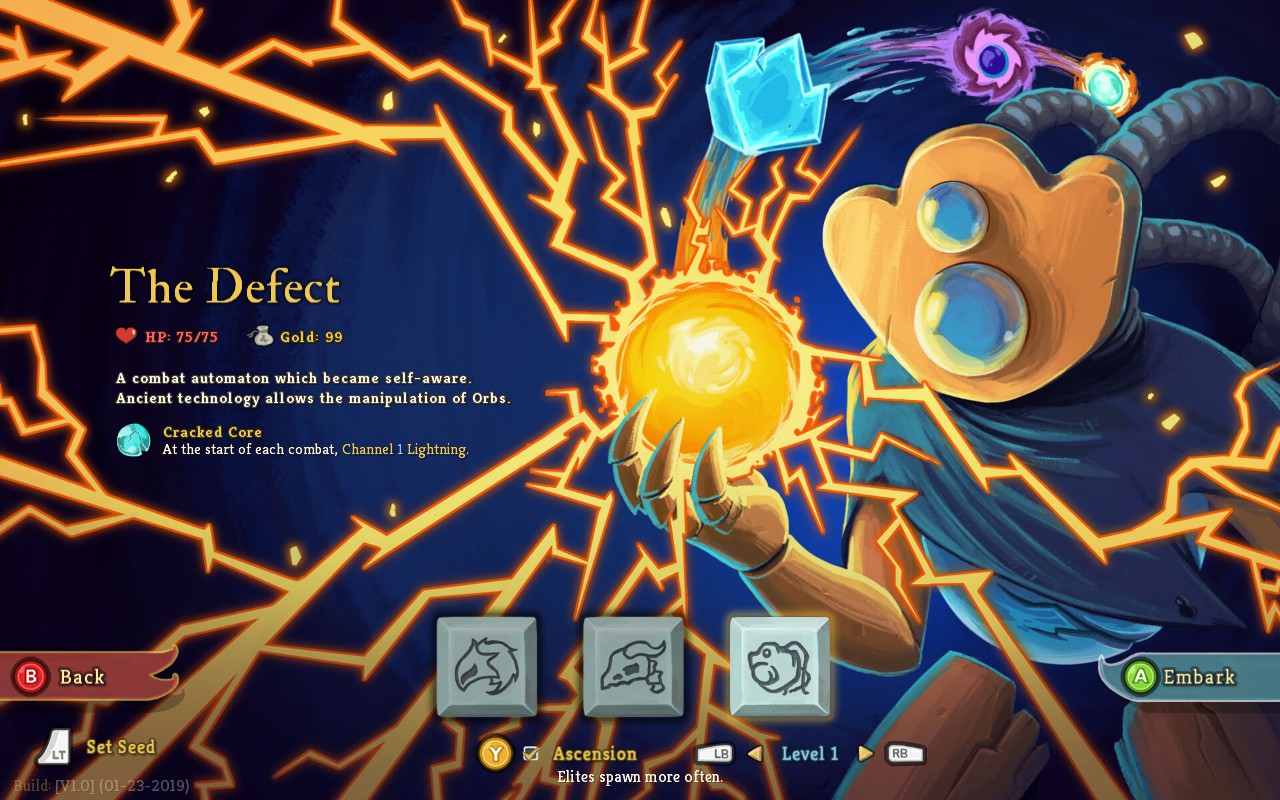 The Defect
HP: 75/75 Gold: 99
A combat automaton which became self-aware.
Ancient technology allows the manipulation of Orbs.
Cracked Core
At the start of each combat, Channel 1 Lightning.
B Back
A Embark
LT Set Seed
Y Ascension LB Level 1 RB
Elites spawn more often.
Build: [V1.0] (01-23-2019)